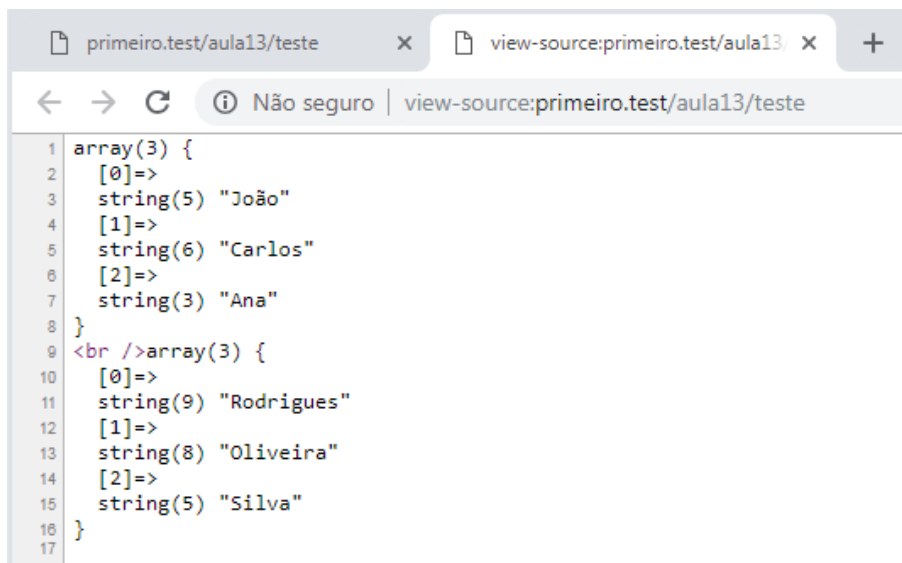 primeiro.test/aula13/teste
view-source:primeiro.test/aula13/
Não seguro | view-source:primeiro.test/aula13/teste
1 array(3) {
2 [0]=>
3 string(5) "João"
4 [1]=>
5 string(6) "Carlos"
6 [2]=>
7 string(3) "Ana"
8 }
9 <br />array(3) {
10 [0]=>
11 string(9) "Rodrigues"
12 [1]=>
13 string(8) "Oliveira"
14 [2]=>
15 string(5) "Silva"
16 }
17